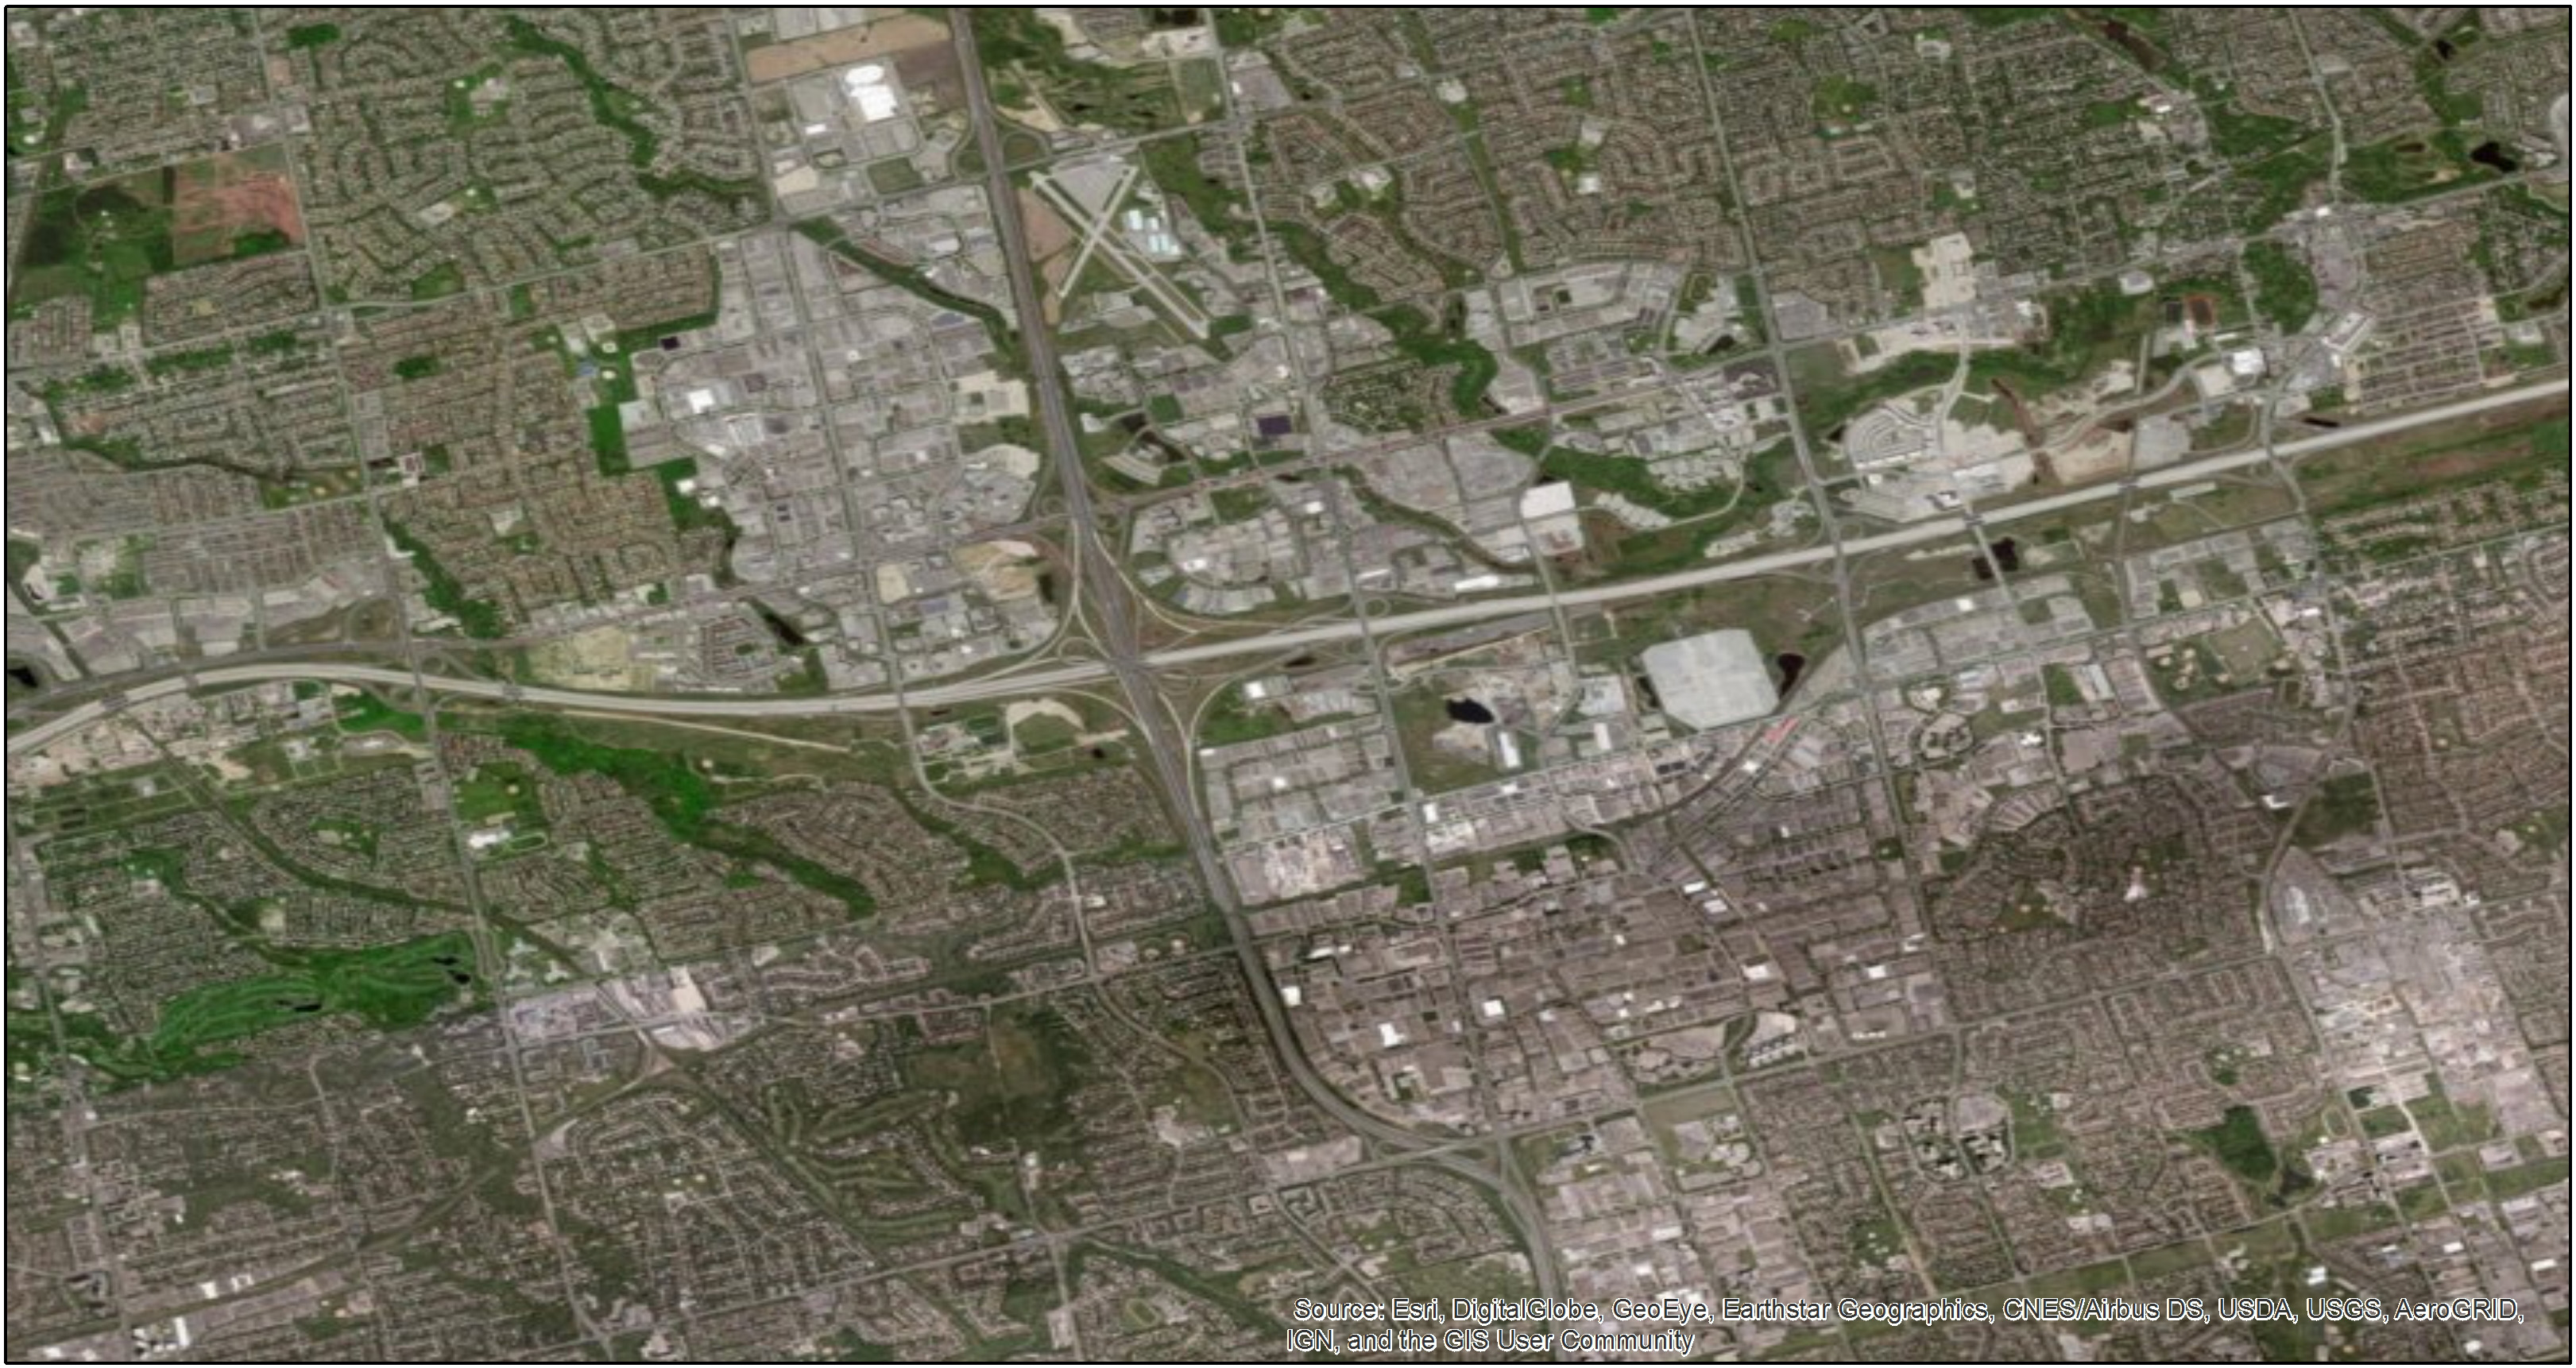 Source: Esri, DigitalGlobe, GeoEye, Earthstar Geographics, CNES/Airbus DS, USDA, USGS, AeroGRID,
IGN, and the GIS User Community